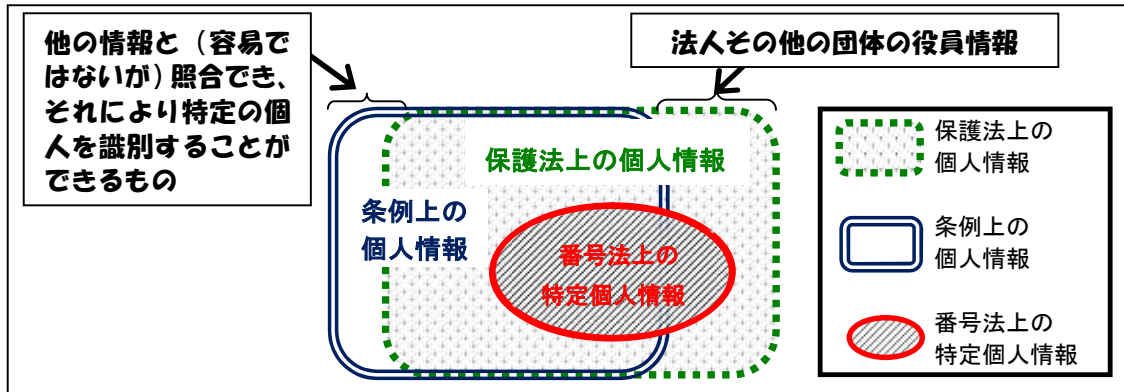 他の情報と（容易で
はないが）照合でき、
それにより特定の個
人を識別することが
できるもの
法人その他の団体の役員情報
保護法上の個人情報
条例上の
個人情報
番号法上の
特定個人情報
保護法上の
個人情報
条例上の
個人情報
番号法上の
特定個人情報